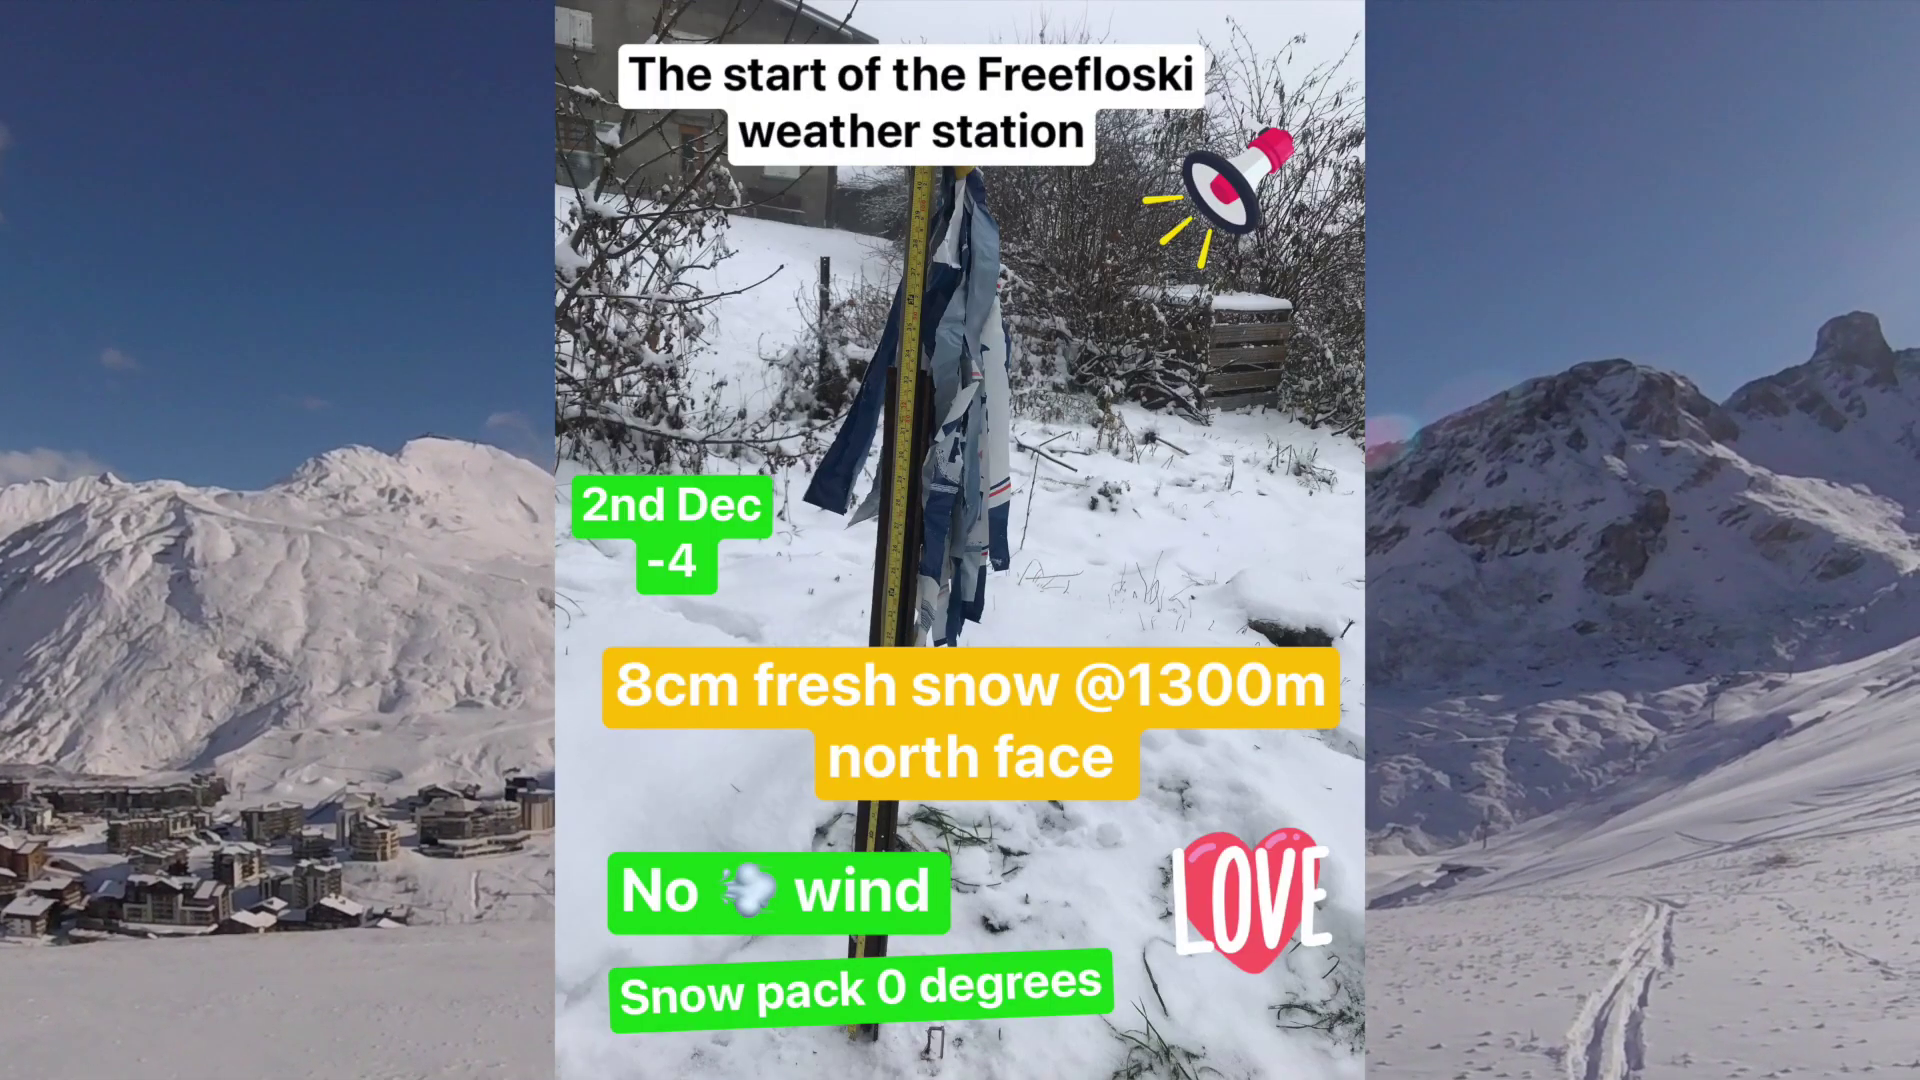 The start of the Freefloski
weather station
2nd Dec
-4
8cm fresh snow @1300m
north face
No 💨 wind
LOVE
Snow pack 0 degrees